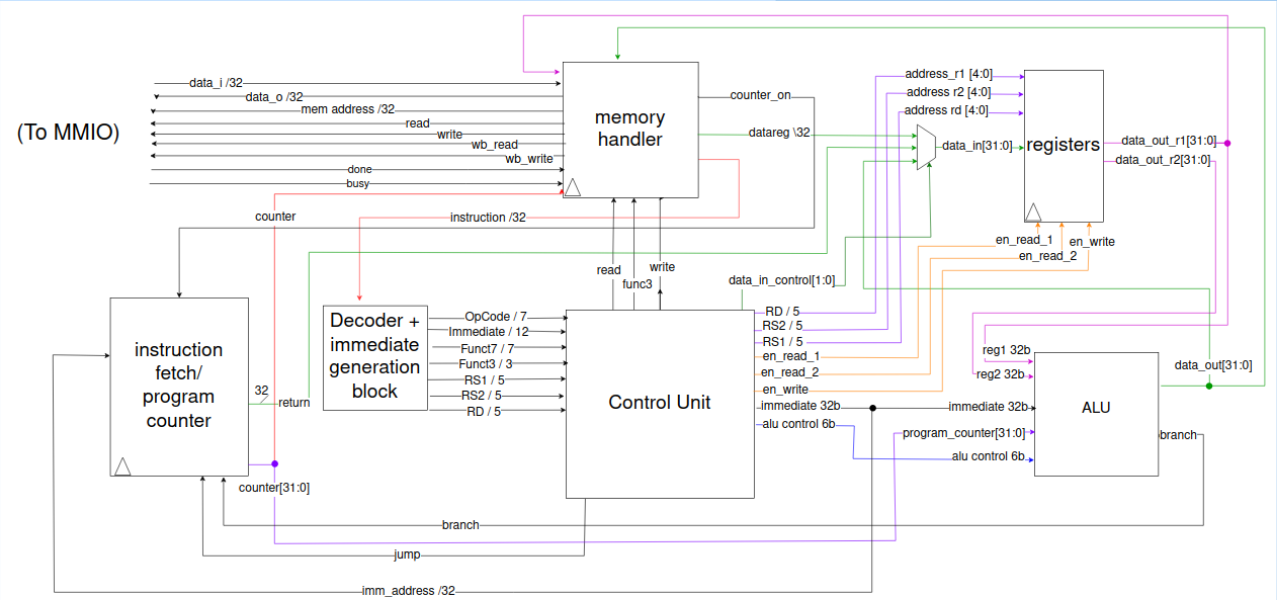 data_i /32
data_o /32
mem address /32
read
write
wb_read
wb_write
done
busy
(To MMIO)
memory
handler
counter_on
datareg \32
address_r1 [4:0]
address r2 [4:0]
address rd [4:0]
data_in[31:0]
registers
data_out_r1[31:0]
data_out_r2[31:0]
counter
instruction /32
en_read_1
en_write
en_read_2
read
write
func3
data_in_control[1:0]
instruction
fetch/
program
counter
32
return
counter[31:0]
Decoder +
immediate
generation
block
OpCode / 7
Immediate / 12
Funct7 / 7
Funct3 / 3
RS1 / 5
RS2 / 5
RD / 5
Control Unit
RD / 5
RS2 / 5
RS1 / 5
en_read_1
en_read_2
en_write
immediate 32b
alu control 6b
reg1 32b
reg2 32b
immediate 32b
program_counter[31:0]
alu control 6b
ALU
data_out[31:0]
branch
branch
jump
imm_address /32